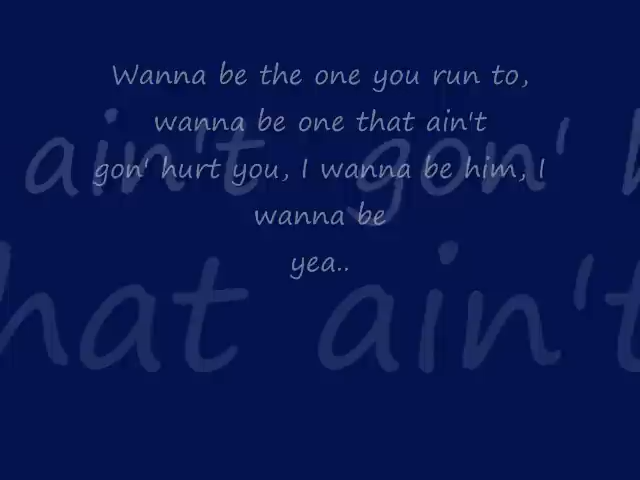 Wanna be the one you run to,
wanna be one that ain't
gon' hurt you, I wanna be him, I
wanna be
yea..
ain't gon'
hat ain't